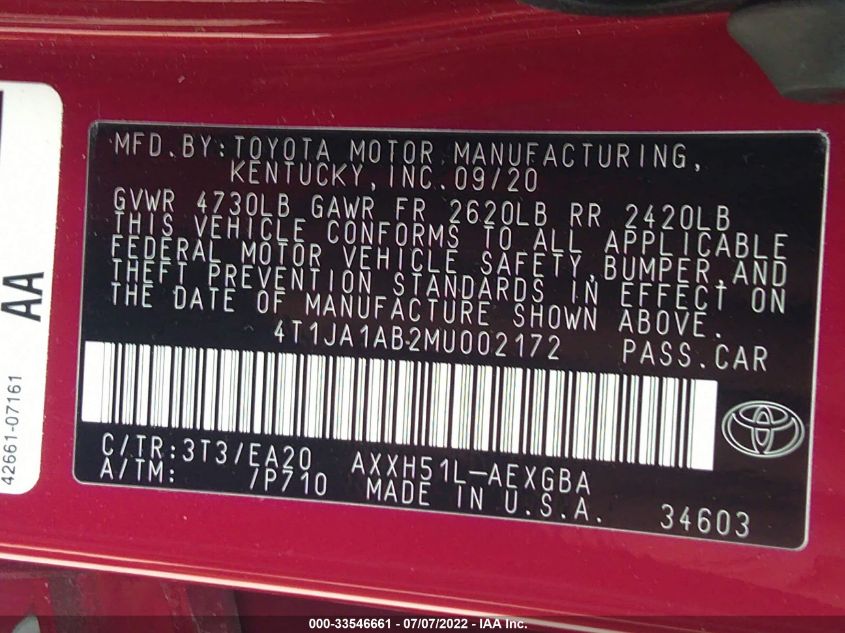 MFD.BY:TOYOTA MOTOR MANUFACTURING,
KENTUCKY,INC.09/20
GVWR 4730LB GAWR FR 2620LB RR 2420LB
THIS VEHICLE CONFORMS TO ALL APPLICABLE
FEDERAL MOTOR VEHICLE SAFETY,BUMPER,AND
THEFT PREVENTION STANDARDS IN EFFECT ON
THE DATE OF MANUFACTURE SHOWN ABOVE.
4T1JA1AB2MU002172 PASS.CAR
C/TR:3T3/EA20 AXXH51L-AEXGBA
A/TM: /P710 MADE IN U.S.A. 34603
AA
42661-07161
000-33546661 - 07/07/2022 - IAA Inc.